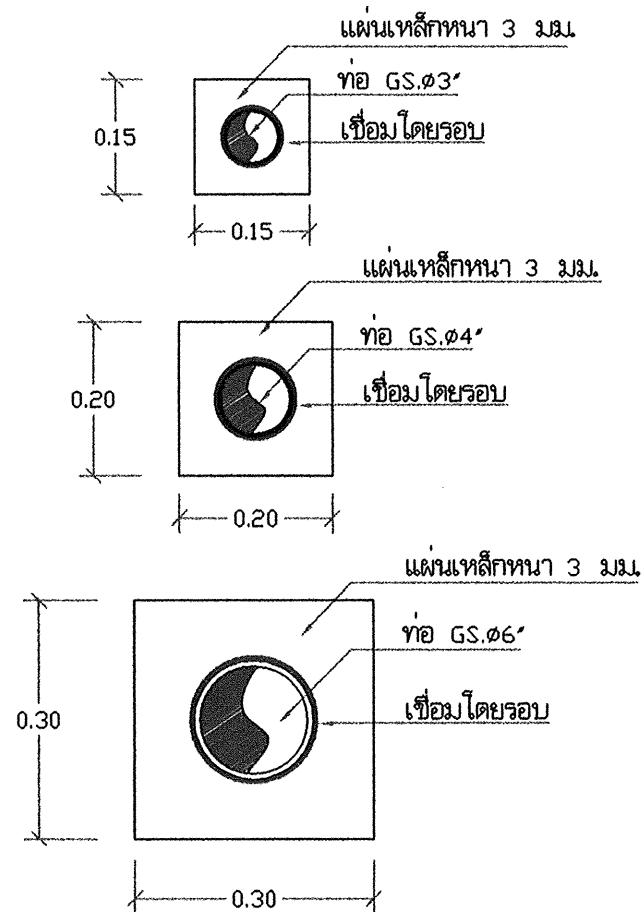 แผ่นเหล็กหนา 3 มม.
ท่อ GS.ø3"
0.15
เชื่อมโดยรอบ
0.15
แผ่นเหล็กหนา 3 มม.
ท่อ GS.ø4"
0.20
เชื่อมโดยรอบ
0.20
แผ่นเหล็กหนา 3 มม.
ท่อ GS.ø6"
0.30
เชื่อมโดยรอบ
0.30